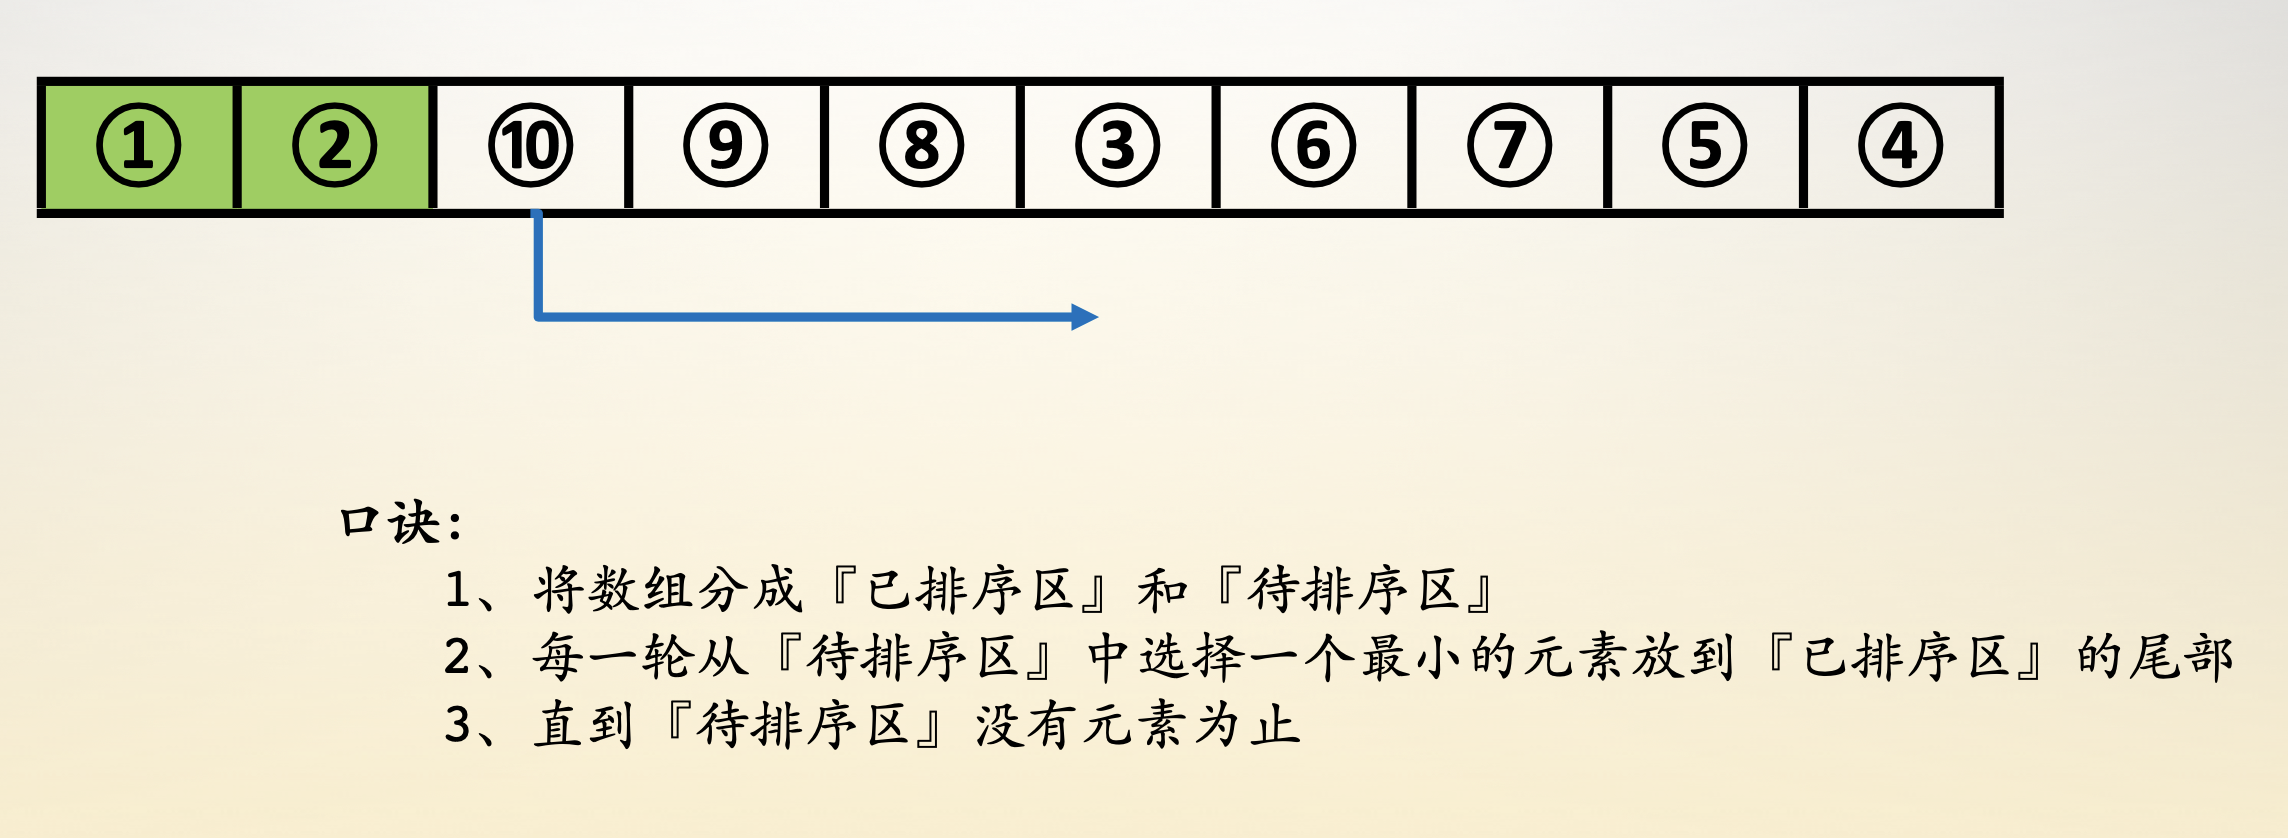 ① ② ⑩ ⑨ ⑧ ③ ⑥ ⑦ ⑤ ④
口诀:
1、将数组分成『已排序区』和『待排序区』
2、每一轮从『待排序区』中选择一个最小的元素放到『已排序区』的尾部
3、直到『待排序区』没有元素为止